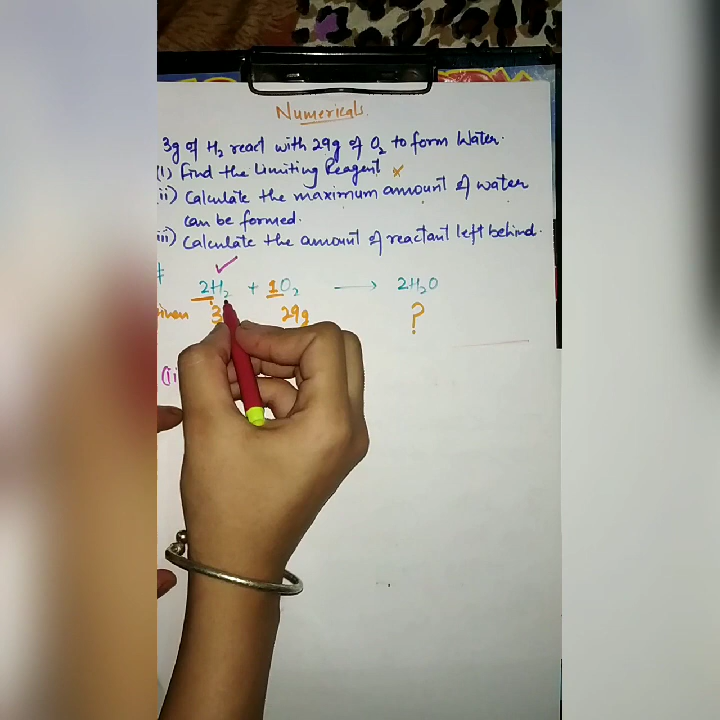 Numericals.
3g of H₂ react with 29g of O₂ to form Water.
(i) Find the Limiting Reagent x
ii) Calculate the maximum amount of water
can be formed.
iii) Calculate the amount of reactant left behind.
# 2H₂ + 1O₂ → 2H₂O
29g ?